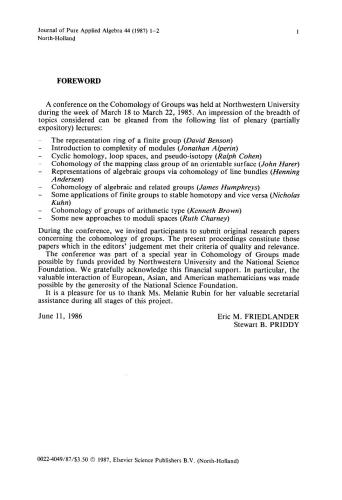 Journal of Pure Applied Algebra 44 (1987) 1-2
North-Holland
1
FOREWORD
A conference on the Cohomology of Groups was held at Northwestern University
during the week of March 18 to March 22, 1985. An impression of the breadth of
topics considered can be gleaned from the following list of plenary (partially
expository) lectures:
- The representation ring of a finite group (David Benson)
- Introduction to complexity of modules (Jonathan Alperin)
- Cyclic homology, loop spaces, and pseudo-isotopy (Ralph Cohen)
- Cohomology of the mapping class group of an orientable surface (John Harer)
- Representations of algebraic groups via cohomology of line bundles (Henning
Andersen)
- Cohomology of algebraic and related groups (James Humphreys)
- Some applications of finite groups to stable homotopy and vice versa (Nicholas
Kuhn)
- Cohomology of groups of arithmetic type (Kenneth Brown)
- Some new approaches to moduli spaces (Ruth Charney)
During the conference, we invited participants to submit original research papers
concerning the cohomology of groups. The present proceedings constitute those
papers which in the editors' judgement met their criteria of quality and relevance.
The conference was part of a special year in Cohomology of Groups made
possible by funds provided by Northwestern University and the National Science
Foundation. We gratefully acknowledge this financial support. In particular, the
valuable interaction of European, Asian, and American mathematicians was made
possible by the generosity of the National Science Foundation.
It is a pleasure for us to thank Ms. Melanie Rubin for her valuable secretarial
assistance during all stages of this project.
June 11, 1986
Eric M. FRIEDLANDER
Stewart B. PRIDDY
0022-4049/87/$3.50 © 1987, Elsevier Science Publishers B.V. (North-Holland)